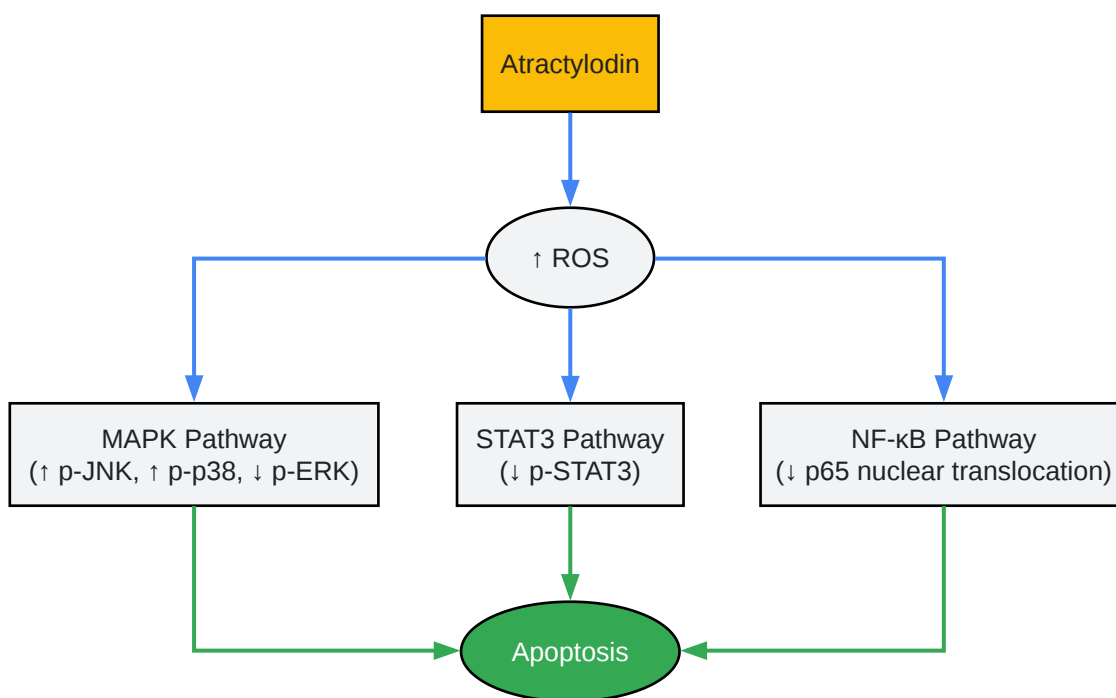 Atractylodin
↑ ROS
MAPK Pathway
(↑ p-JNK, ↑ p-p38, ↓ p-ERK)
STAT3 Pathway
(↓ p-STAT3)
NF-κB Pathway
(↓ p65 nuclear translocation)
Apoptosis